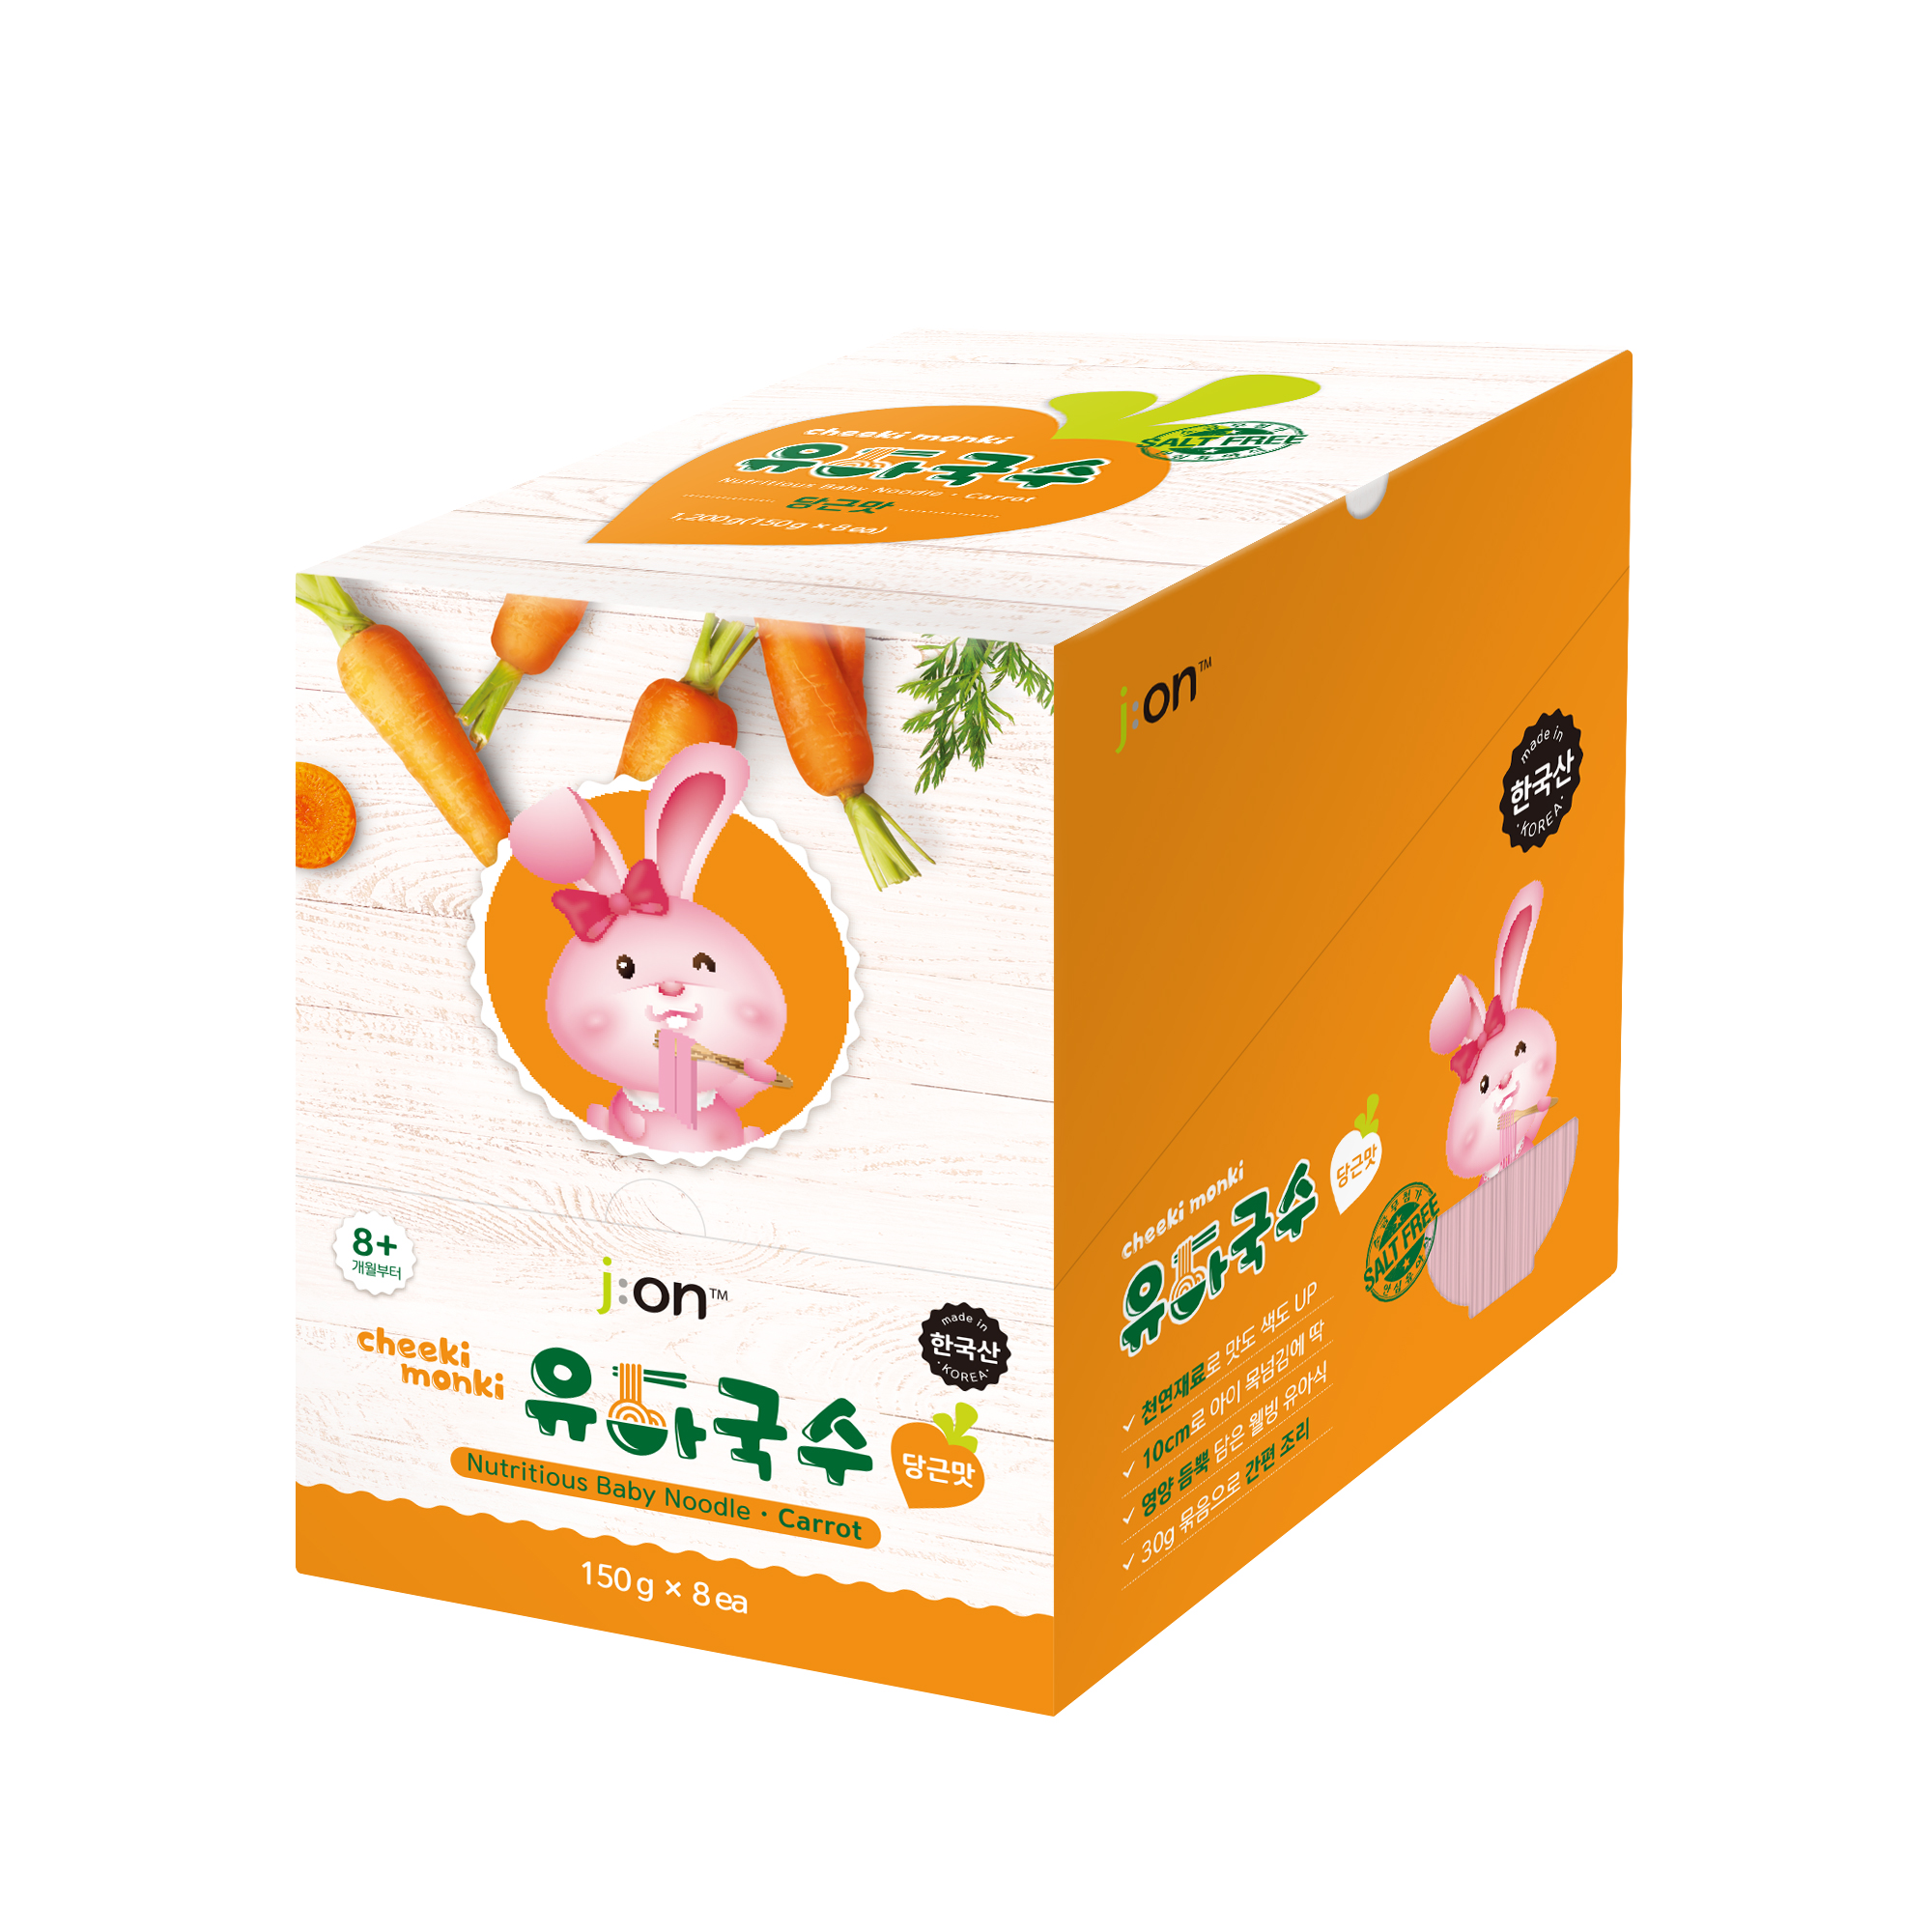 cheeki monki
유아국수
Nutritious Baby Noodle • Carrot
당근맛
1,200g(150g × 8ea)
SALT FREE
8+
개월부터
j:on™
cheeki
monki
유아국수
Nutritious Baby Noodle • Carrot
당근맛
made in
한국산
KOREA
150g × 8ea
j:on™
made in
한국산
KOREA
cheeki monki
유아국수
당근맛
SALT FREE
✓ 천연재료로 맛도 색도 UP
✓ 10cm로 아이 목넘김에 딱
✓ 영양 듬뿍 담은 웰빙 유아식
✓ 30g 묶음으로 간편 조리